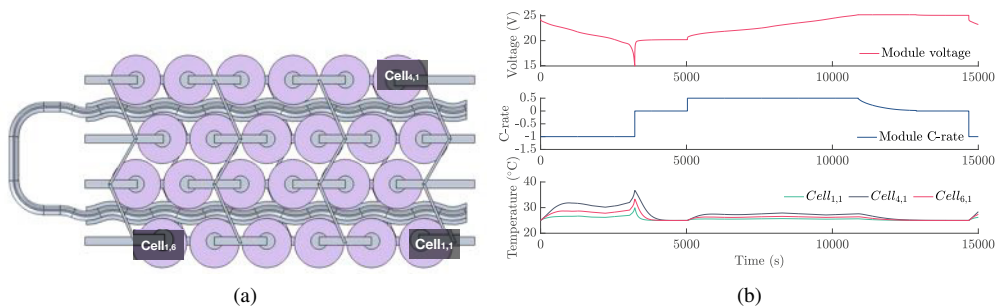 Cell4,1
Cell1,6
Cell1,1
(a)
Voltage (V)
25
20
15
Module voltage
0
5000
10000
15000
C-rate
0.5
0
-0.5
-1
-1.5
Module C-rate
0
5000
10000
15000
Temperature (°C)
40
30
20
Cell1,1
Cell4,1
Cell6,1
0
5000
10000
15000
Time (s)
(b)